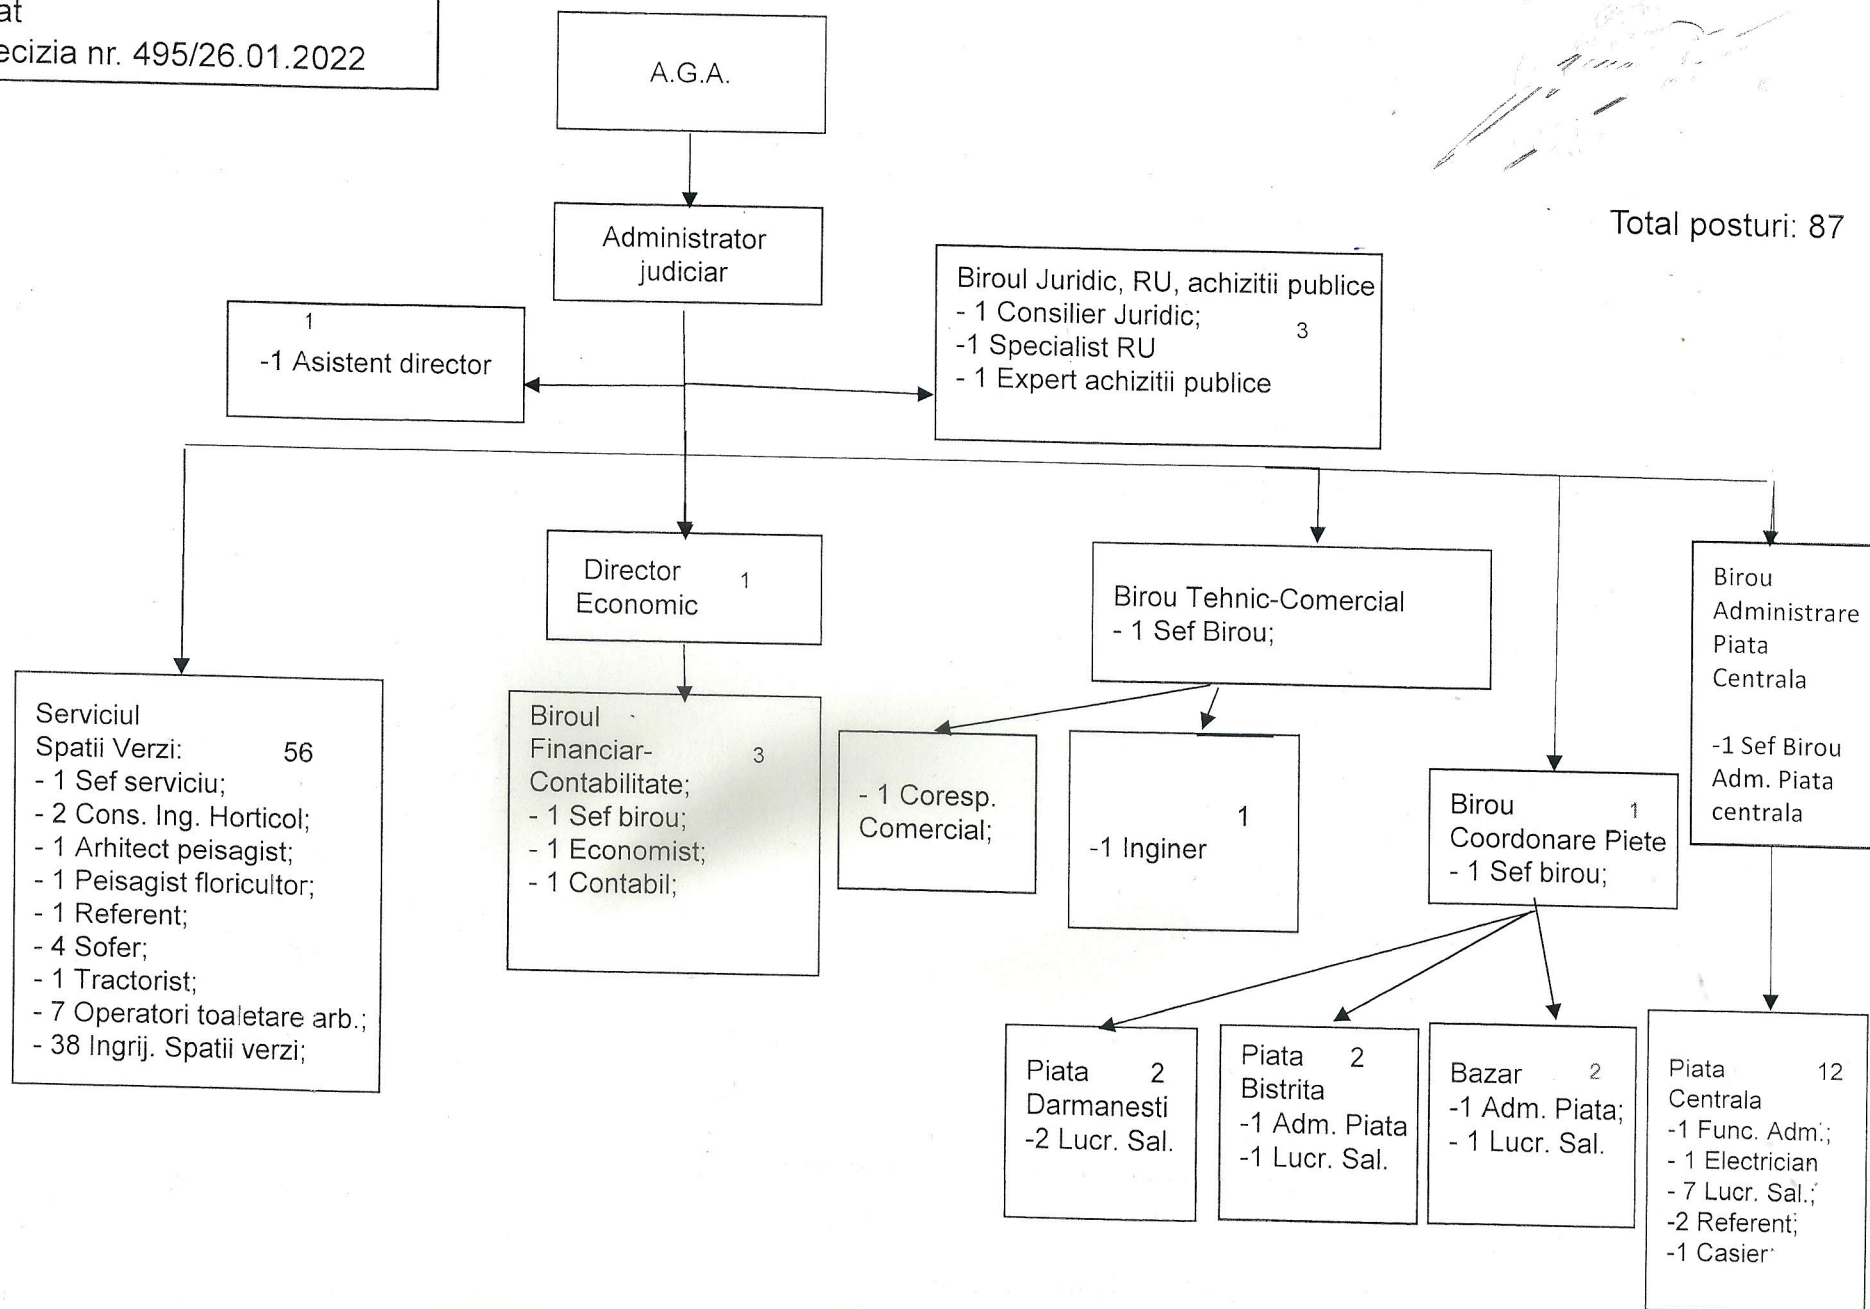 at
ecizia nr. 495/26.01.2022
A.G.A.
Total posturi: 87
Administrator
judiciar
1
-1 Asistent director
Biroul Juridic, RU, achizitii publice
- 1 Consilier Juridic;
3
-1 Specialist RU
- 1 Expert achizitii publice
Director
1
Economic
Birou Tehnic-Comercial
- 1 Sef Birou;
Birou
Administrare
Piata
Centrala
-1 Sef Birou
Adm. Piata
centrala
Serviciul
Spatii Verzi: 56
- 1 Sef serviciu;
- 2 Cons. Ing. Horticol;
- 1 Arhitect peisagist;
- 1 Peisagist floricultor;
- 1 Referent;
- 4 Sofer;
- 1 Tractorist;
- 7 Operatori toaletare arb.;
- 38 Ingrij. Spatii verzi;
Biroul
Financiar- 3
Contabilitate;
- 1 Sef birou;
- 1 Economist;
- 1 Contabil;
- 1 Coresp.
Comercial;
1
-1 Inginer
Birou 1
Coordonare Piete
- 1 Sef birou;
Piata 2
Darmanesti
-2 Lucr. Sal.
Piata 2
Bistrita
-1 Adm. Piata
-1 Lucr. Sal.
Bazar 2
-1 Adm. Piata;
- 1 Lucr. Sal.
Piata 12
Centrala
-1 Func. Adm.;
- 1 Electrician
- 7 Lucr. Sal.;
-2 Referent;
-1 Casier